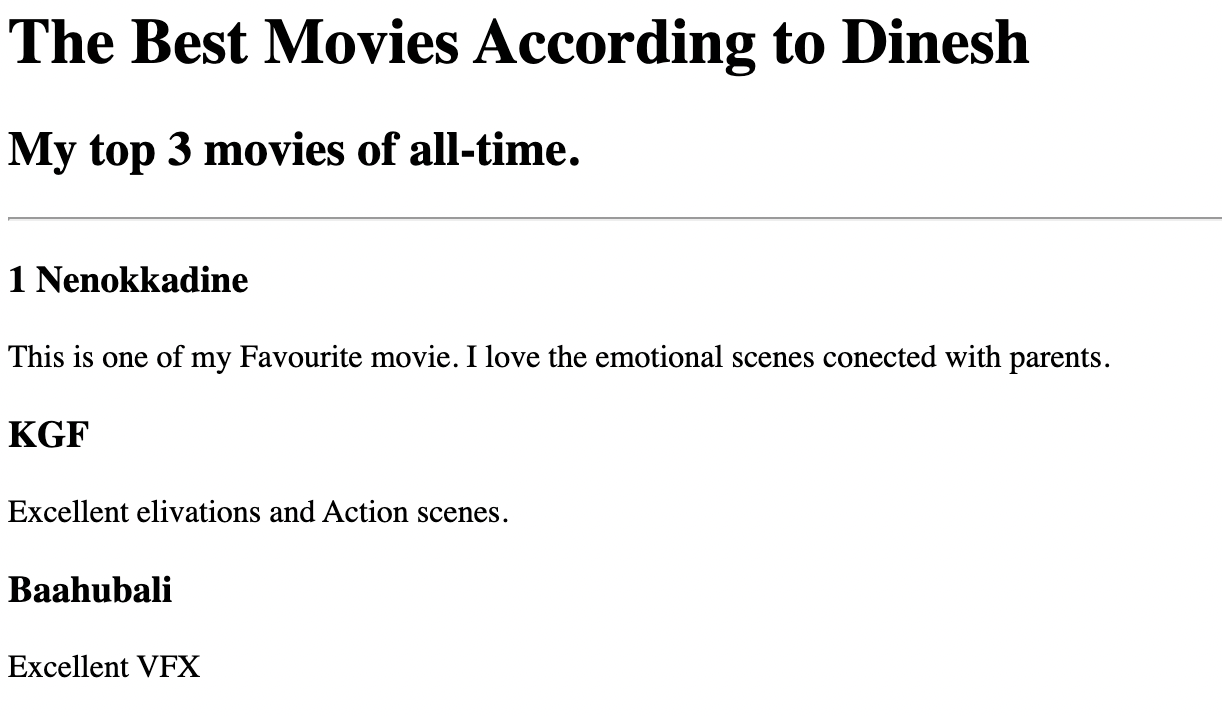 The Best Movies According to Dinesh
My top 3 movies of all-time.
1 Nenokkadine
This is one of my Favourite movie. I love the emotional scenes conected with parents.
KGF
Excellent elivations and Action scenes.
Baahubali
Excellent VFX